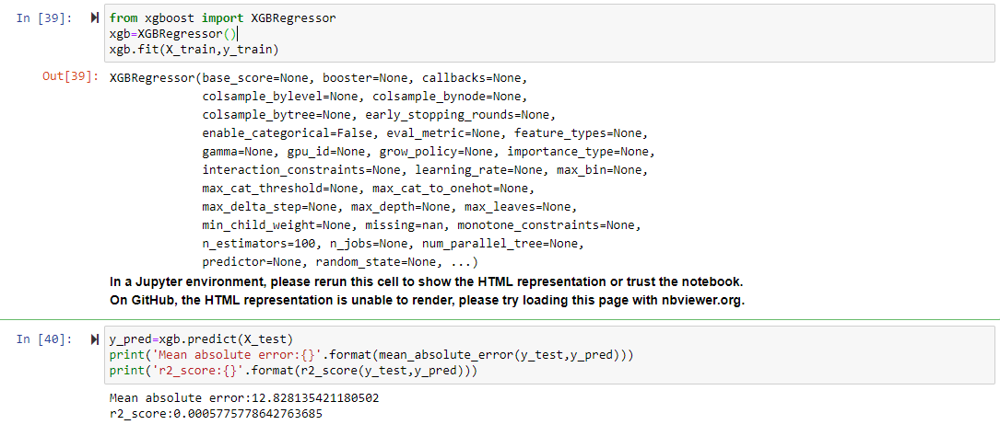 In [39]: from xgboost import XGBRegressor
xgb=XGBRegressor()
xgb.fit(X_train,y_train)
Out[39]: XGBRegressor(base_score=None, booster=None, callbacks=None,
colsample_bylevel=None, colsample_bynode=None,
colsample_bytree=None, early_stopping_rounds=None,
enable_categorical=False, eval_metric=None, feature_types=None,
gamma=None, gpu_id=None, grow_policy=None, importance_type=None,
interaction_constraints=None, learning_rate=None, max_bin=None,
max_cat_threshold=None, max_cat_to_onehot=None,
max_delta_step=None, max_depth=None, max_leaves=None,
min_child_weight=None, missing=nan, monotone_constraints=None,
n_estimators=100, n_jobs=None, num_parallel_tree=None,
predictor=None, random_state=None, ...)
In a Jupyter environment, please rerun this cell to show the HTML representation or trust the notebook.
On GitHub, the HTML representation is unable to render, please try loading this page with nbviewer.org.
In [40]: y_pred=xgb.predict(X_test)
print('Mean absolute error:{}'.format(mean_absolute_error(y_test,y_pred)))
print('r2_score:{}'.format(r2_score(y_test,y_pred)))
Mean absolute error:12.828135421180502
r2_score:0.0005775778642763685